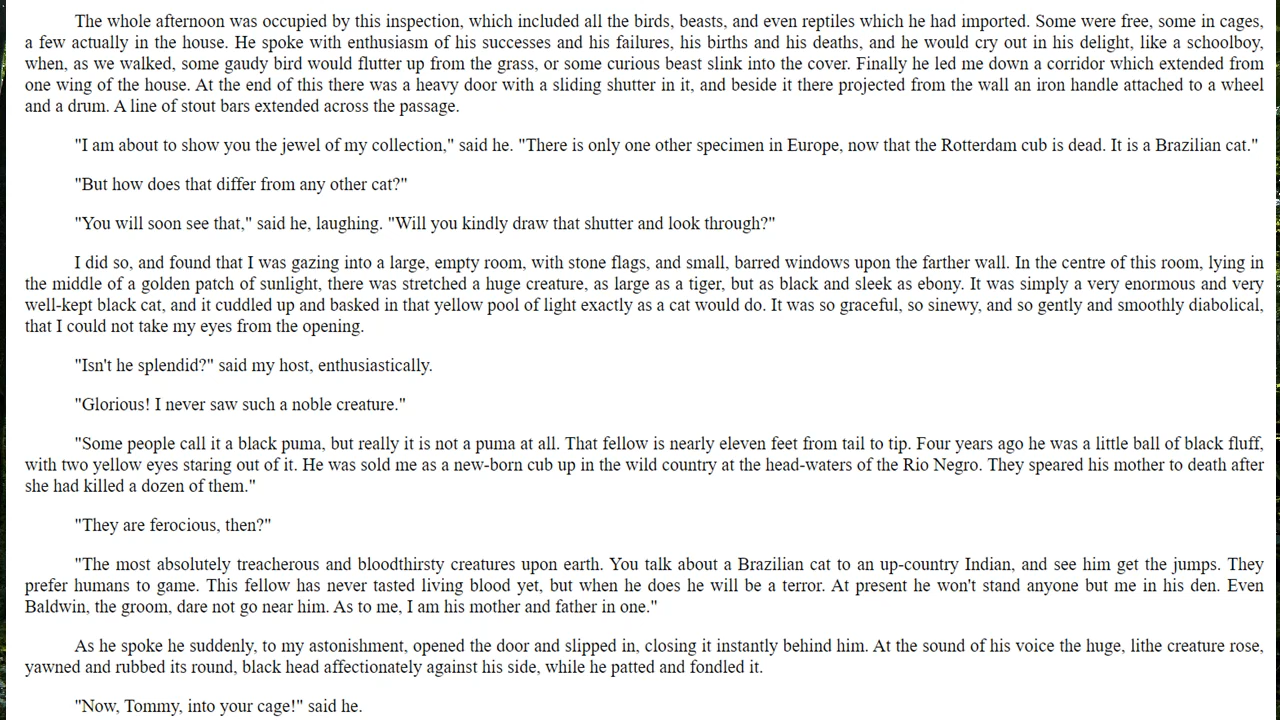 The whole afternoon was occupied by this inspection, which included all the birds, beasts, and even reptiles which he had imported. Some were free, some in cages,
a few actually in the house. He spoke with enthusiasm of his successes and his failures, his births and his deaths, and he would cry out in his delight, like a schoolboy,
when, as we walked, some gaudy bird would flutter up from the grass, or some curious beast slink into the cover. Finally he led me down a corridor which extended from
one wing of the house. At the end of this there was a heavy door with a sliding shutter in it, and beside it there projected from the wall an iron handle attached to a wheel
and a drum. A line of stout bars extended across the passage.
"I am about to show you the jewel of my collection," said he. "There is only one other specimen in Europe, now that the Rotterdam cub is dead. It is a Brazilian cat."
"But how does that differ from any other cat?"
"You will soon see that," said he, laughing. "Will you kindly draw that shutter and look through?"
I did so, and found that I was gazing into a large, empty room, with stone flags, and small, barred windows upon the farther wall. In the centre of this room, lying in
the middle of a golden patch of sunlight, there was stretched a huge creature, as large as a tiger, but as black and sleek as ebony. It was simply a very enormous and very
well-kept black cat, and it cuddled up and basked in that yellow pool of light exactly as a cat would do. It was so graceful, so sinewy, and so gently and smoothly diabolical,
that I could not take my eyes from the opening.
"Isn't he splendid?" said my host, enthusiastically.
"Glorious! I never saw such a noble creature."
"Some people call it a black puma, but really it is not a puma at all. That fellow is nearly eleven feet from tail to tip. Four years ago he was a little ball of black fluff,
with two yellow eyes staring out of it. He was sold me as a new-born cub up in the wild country at the head-waters of the Rio Negro. They speared his mother to death after
she had killed a dozen of them."
"They are ferocious, then?"
"The most absolutely treacherous and bloodthirsty creatures upon earth. You talk about a Brazilian cat to an up-country Indian, and see him get the jumps. They
prefer humans to game. This fellow has never tasted living blood yet, but when he does he will be a terror. At present he won't stand anyone but me in his den. Even
Baldwin, the groom, dare not go near him. As to me, I am his mother and father in one."
As he spoke he suddenly, to my astonishment, opened the door and slipped in, closing it instantly behind him. At the sound of his voice the huge, lithe creature rose,
yawned and rubbed its round, black head affectionately against his side, while he patted and fondled it.
"Now, Tommy, into your cage!" said he.